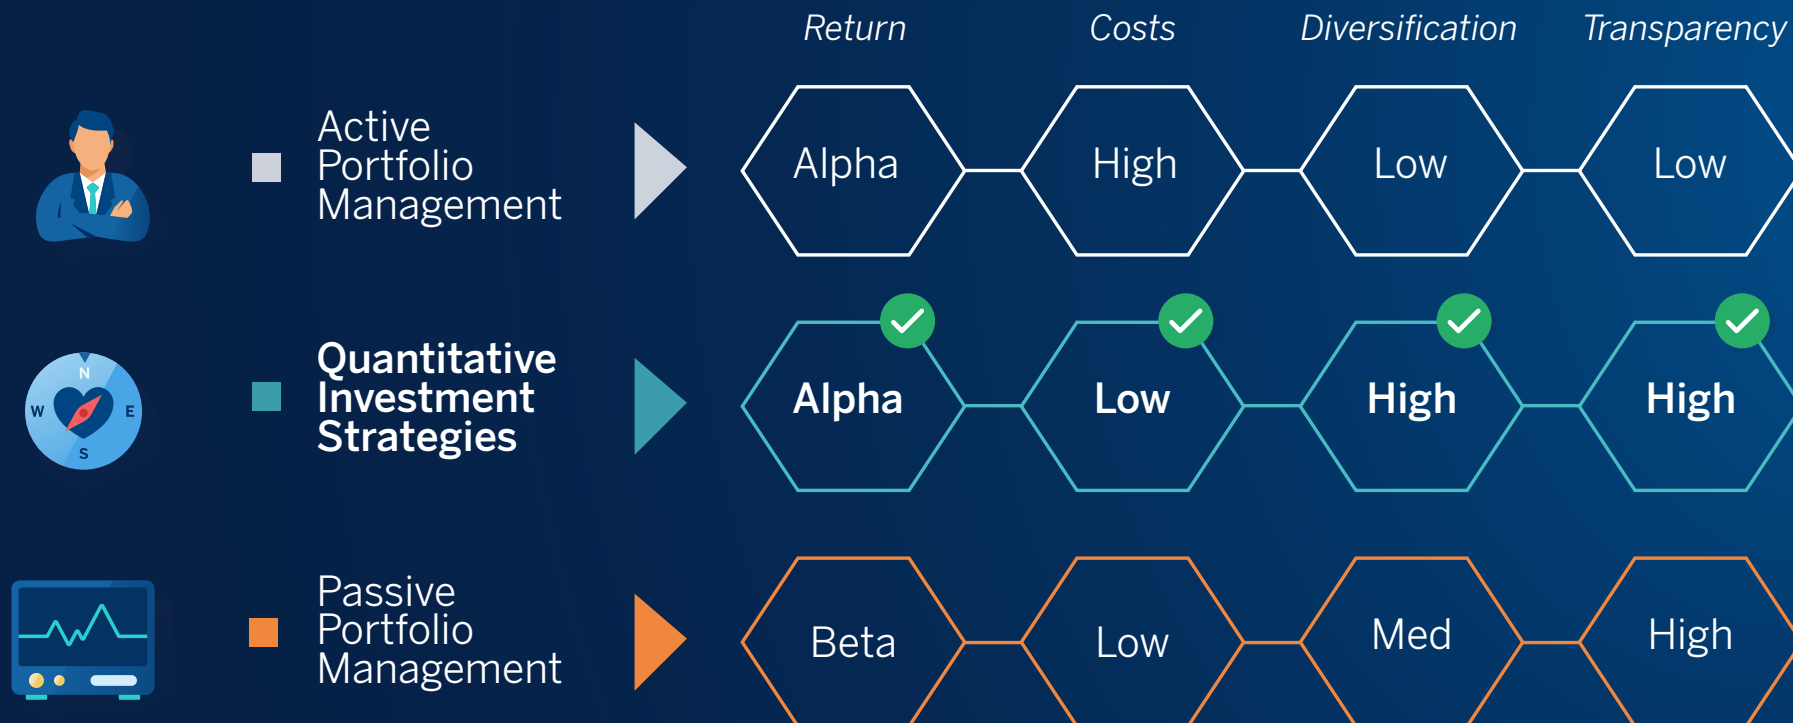 Return Costs Diversification Transparency
Active
Portfolio
Management
Alpha High Low Low
N
W E
S
Quantitative
Investment
Strategies
Alpha Low High High
Passive
Portfolio
Management
Beta Low Med High